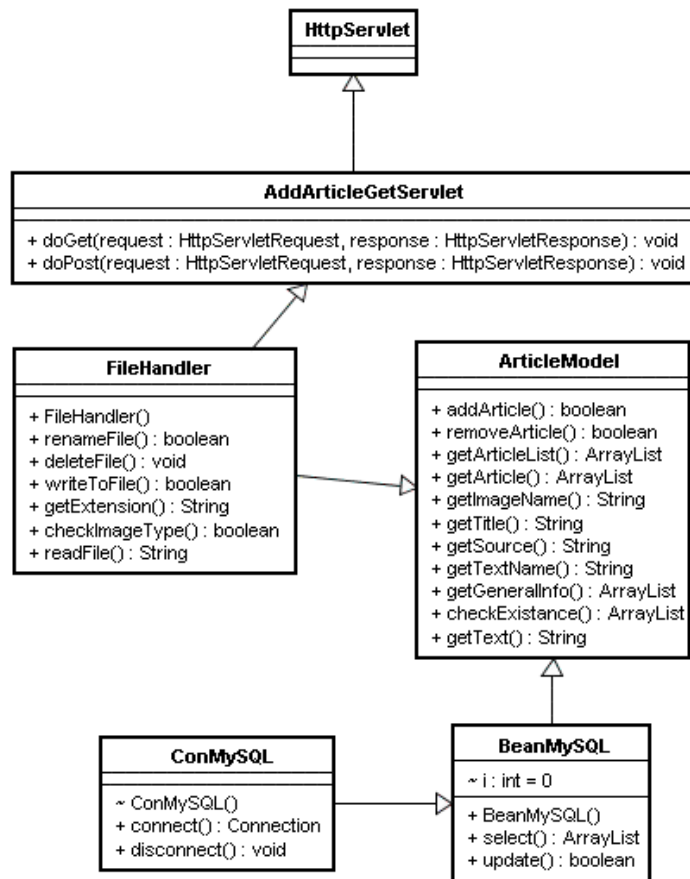 HttpServlet
AddArticleGetServlet
+ doGet(request : HttpServletRequest, response : HttpServletResponse) : void
+ doPost(request : HttpServletRequest, response : HttpServletResponse) : void
FileHandler
+ FileHandler()
+ renameFile() : boolean
+ deleteFile() : void
+ writeToFile() : boolean
+ getExtension() : String
+ checkImageType() : boolean
+ readFile() : String
ArticleModel
+ addArticle() : boolean
+ removeArticle() : boolean
+ getArticleList() : ArrayList
+ getArticle() : ArrayList
+ getImageName() : String
+ getTitle() : String
+ getSource() : String
+ getTextName() : String
+ getGeneralInfo() : ArrayList
+ checkExistance() : ArrayList
+ getText() : String
ConMySQL
~ ConMySQL()
+ connect() : Connection
+ disconnect() : void
BeanMySQL
~ i : int = 0
+ BeanMySQL()
+ select() : ArrayList
+ update() : boolean